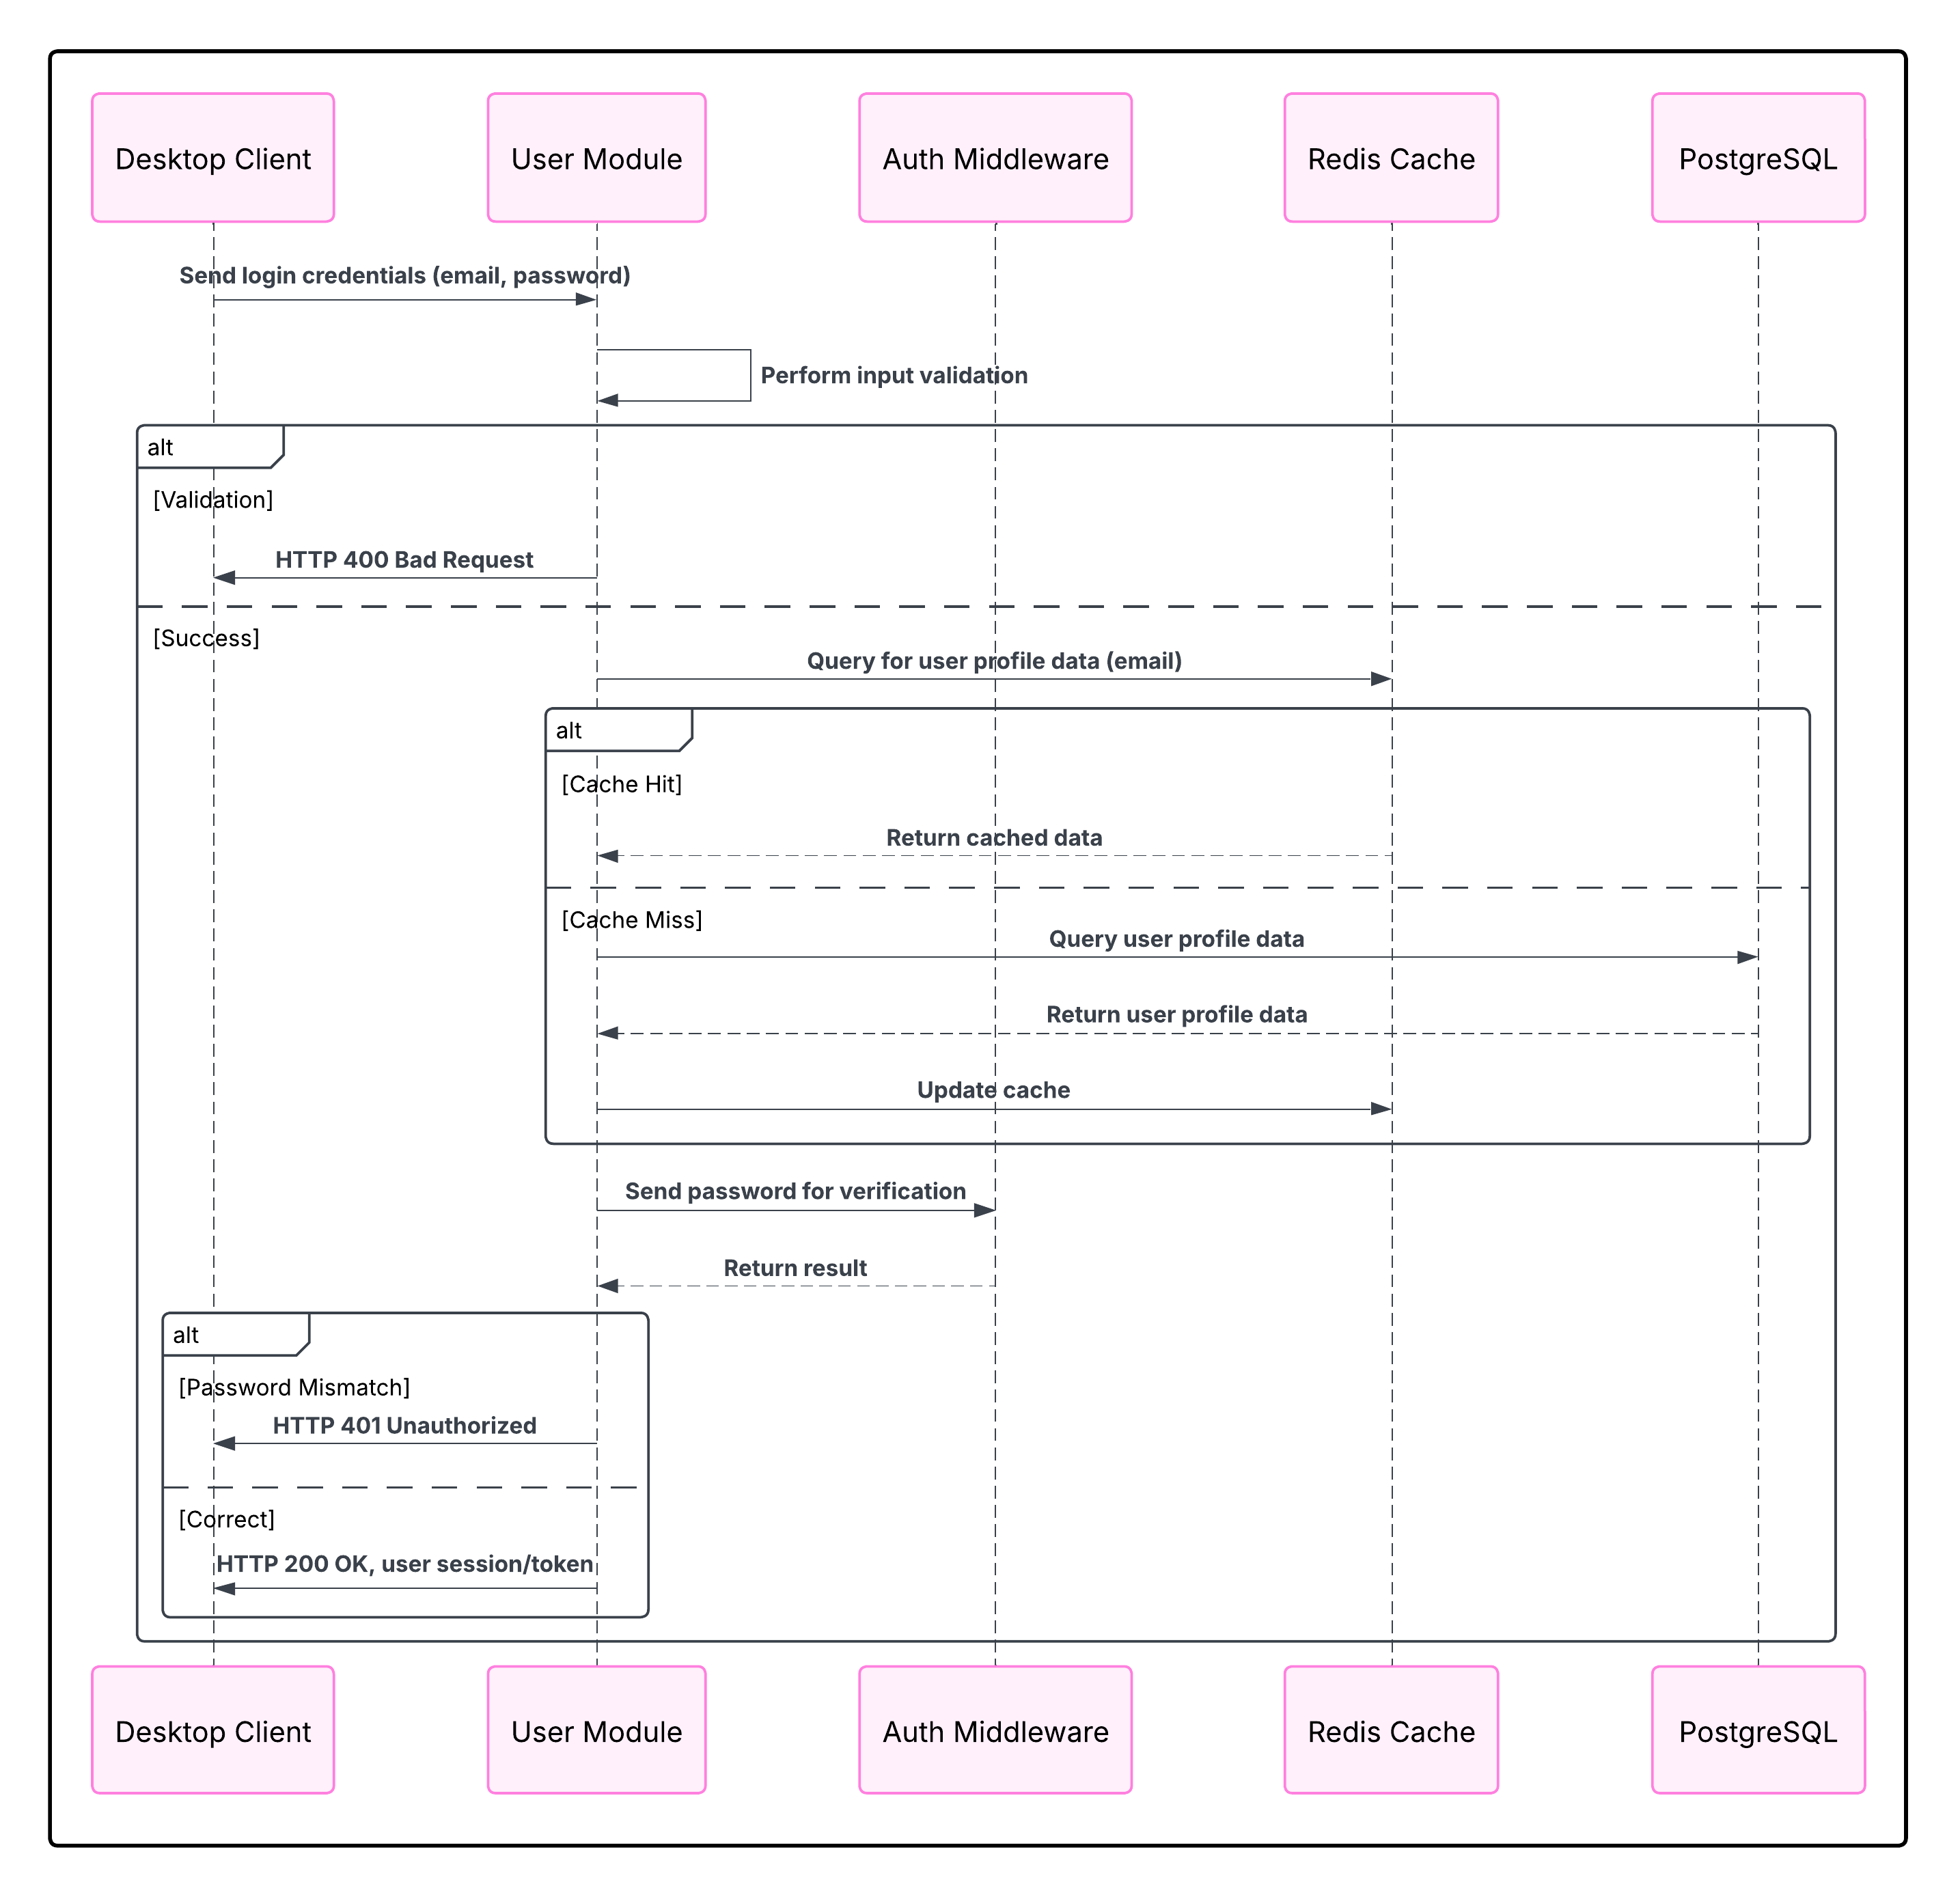 Desktop Client
User Module
Auth Middleware
Redis Cache
PostgreSQL
Send login credentials (email, password)
Perform input validation
alt
[Validation]
HTTP 400 Bad Request
[Success]
Query for user profile data (email)
alt
[Cache Hit]
Return cached data
[Cache Miss]
Query user profile data
Return user profile data
Update cache
Send password for verification
Return result
alt
[Password Mismatch]
HTTP 401 Unauthorized
[Correct]
HTTP 200 OK, user session/token
Desktop Client
User Module
Auth Middleware
Redis Cache
PostgreSQL